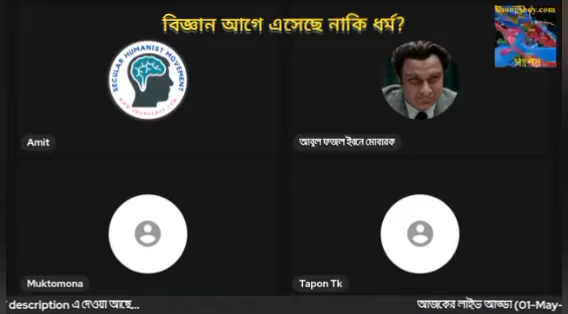 বিজ্ঞান আগে এসেছে নাকি ধর্ম?
সংশয়
SECULAR HUMANIST MOVEMENT
Amit
আবুল ফজল ইবনে মোবারক
Muktomona
Tapon Tk
description এ দেওয়া আছে...
আজকের লাইভ আড্ডা (01-May-